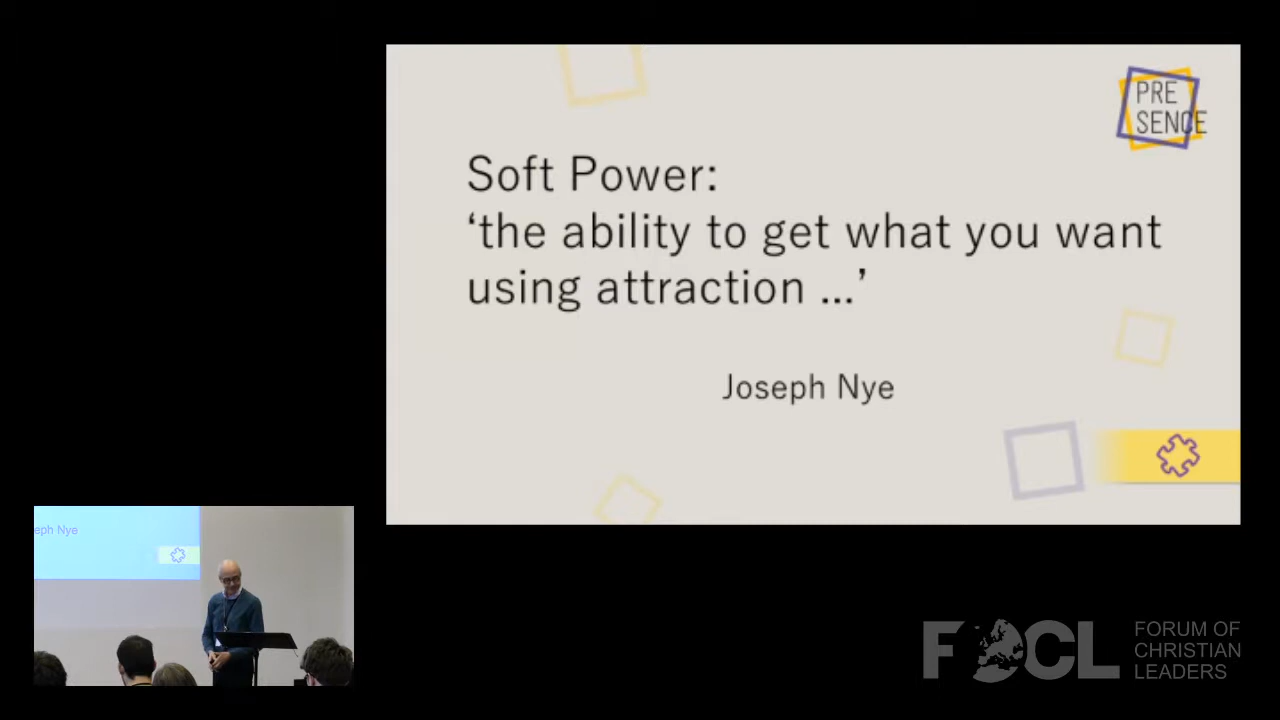 PRE
SENCE
Soft Power:
‘the ability to get what you want
using attraction ...’
Joseph Nye
eph Nye
FOCL
FORUM OF
CHRISTIAN
LEADERS